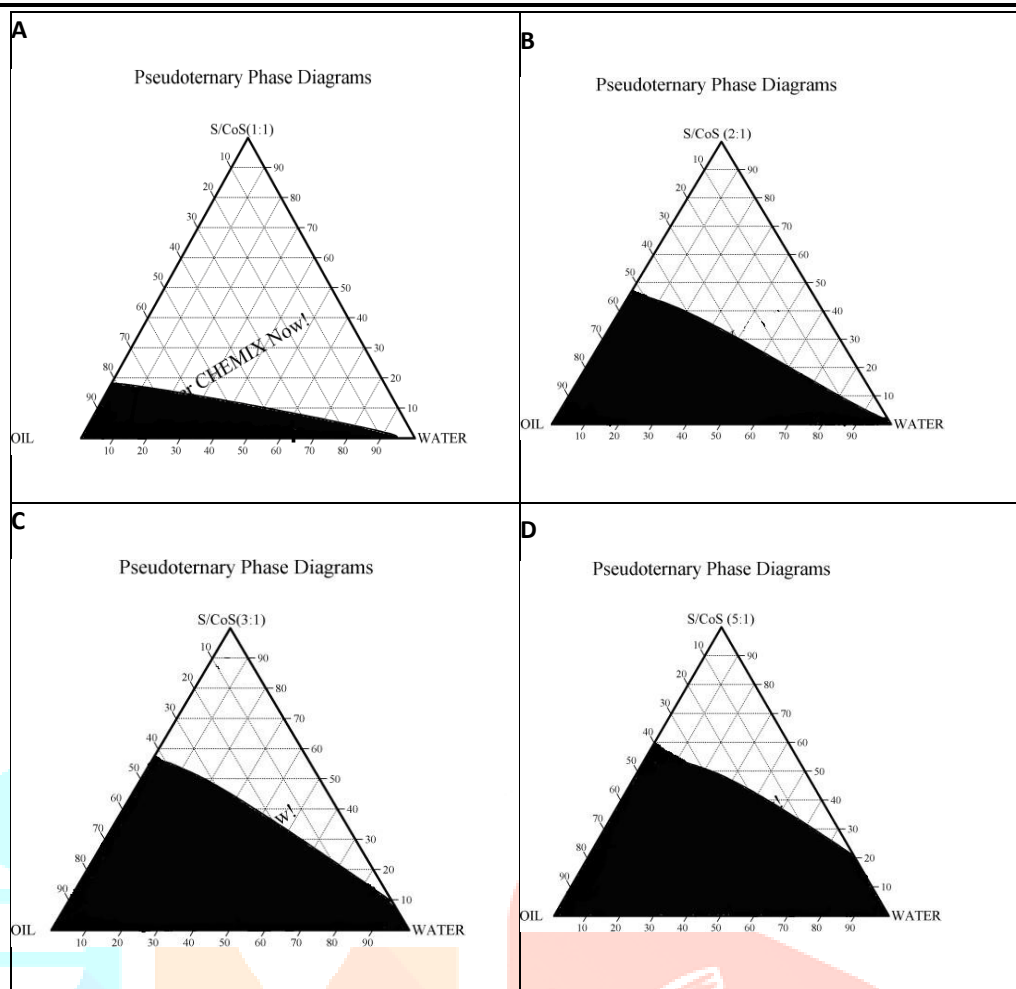 A
Pseudoternary Phase Diagrams
S/CoS(1:1)
10 90
20 80
30 70
40 60
50 50
60 40
70 30
80 20
90 10
er CHEMIX Now!
OIL WATER
10 20 30 40 50 60 70 80 90
B
Pseudoternary Phase Diagrams
S/CoS (2:1)
10 90
20 80
30 70
40 60
50 50
60 40
70 30
80 20
90 10
OIL WATER
10 20 30 40 50 60 70 80 90
C
Pseudoternary Phase Diagrams
S/CoS(3:1)
10 90
20 80
30 70
40 60
50 50
60 40
w!
70 30
80 20
90 10
OIL WATER
10 20 30 40 50 60 70 80 90
D
Pseudoternary Phase Diagrams
S/CoS (5:1)
10 90
20 80
30 70
40 60
50 50
60 40
70 30
80 20
90 10
OIL WATER
10 20 30 40 50 60 70 80 90